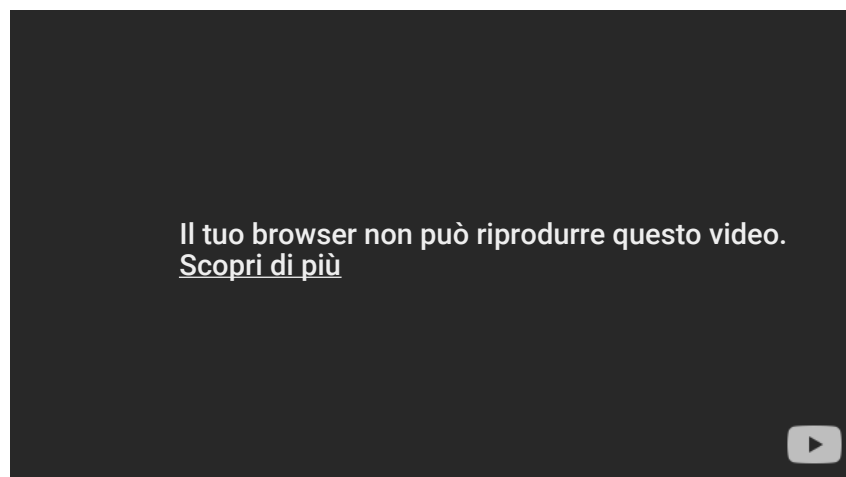 Il tuo browser non può riprodurre questo video.
Scopri di più